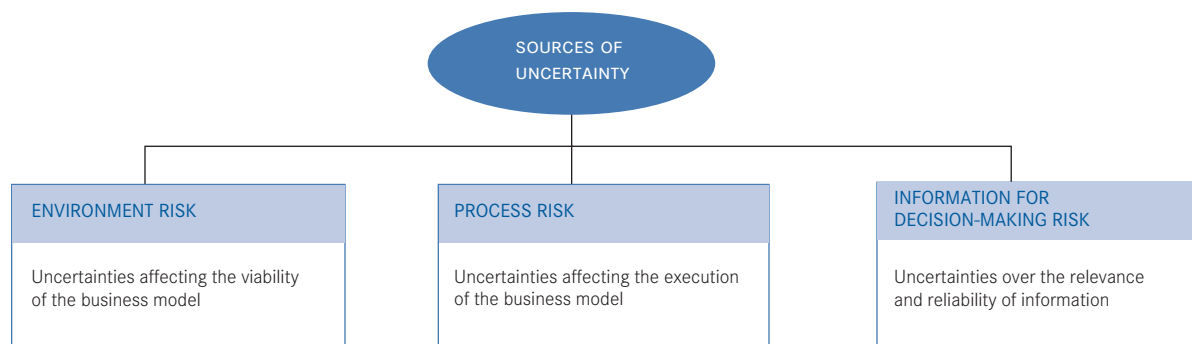 SOURCES OF
UNCERTAINTY
ENVIRONMENT RISK
Uncertainties affecting the viability
of the business model
PROCESS RISK
Uncertainties affecting the execution
of the business model
INFORMATION FOR
DECISION-MAKING RISK
Uncertainties over the relevance
and reliability of information